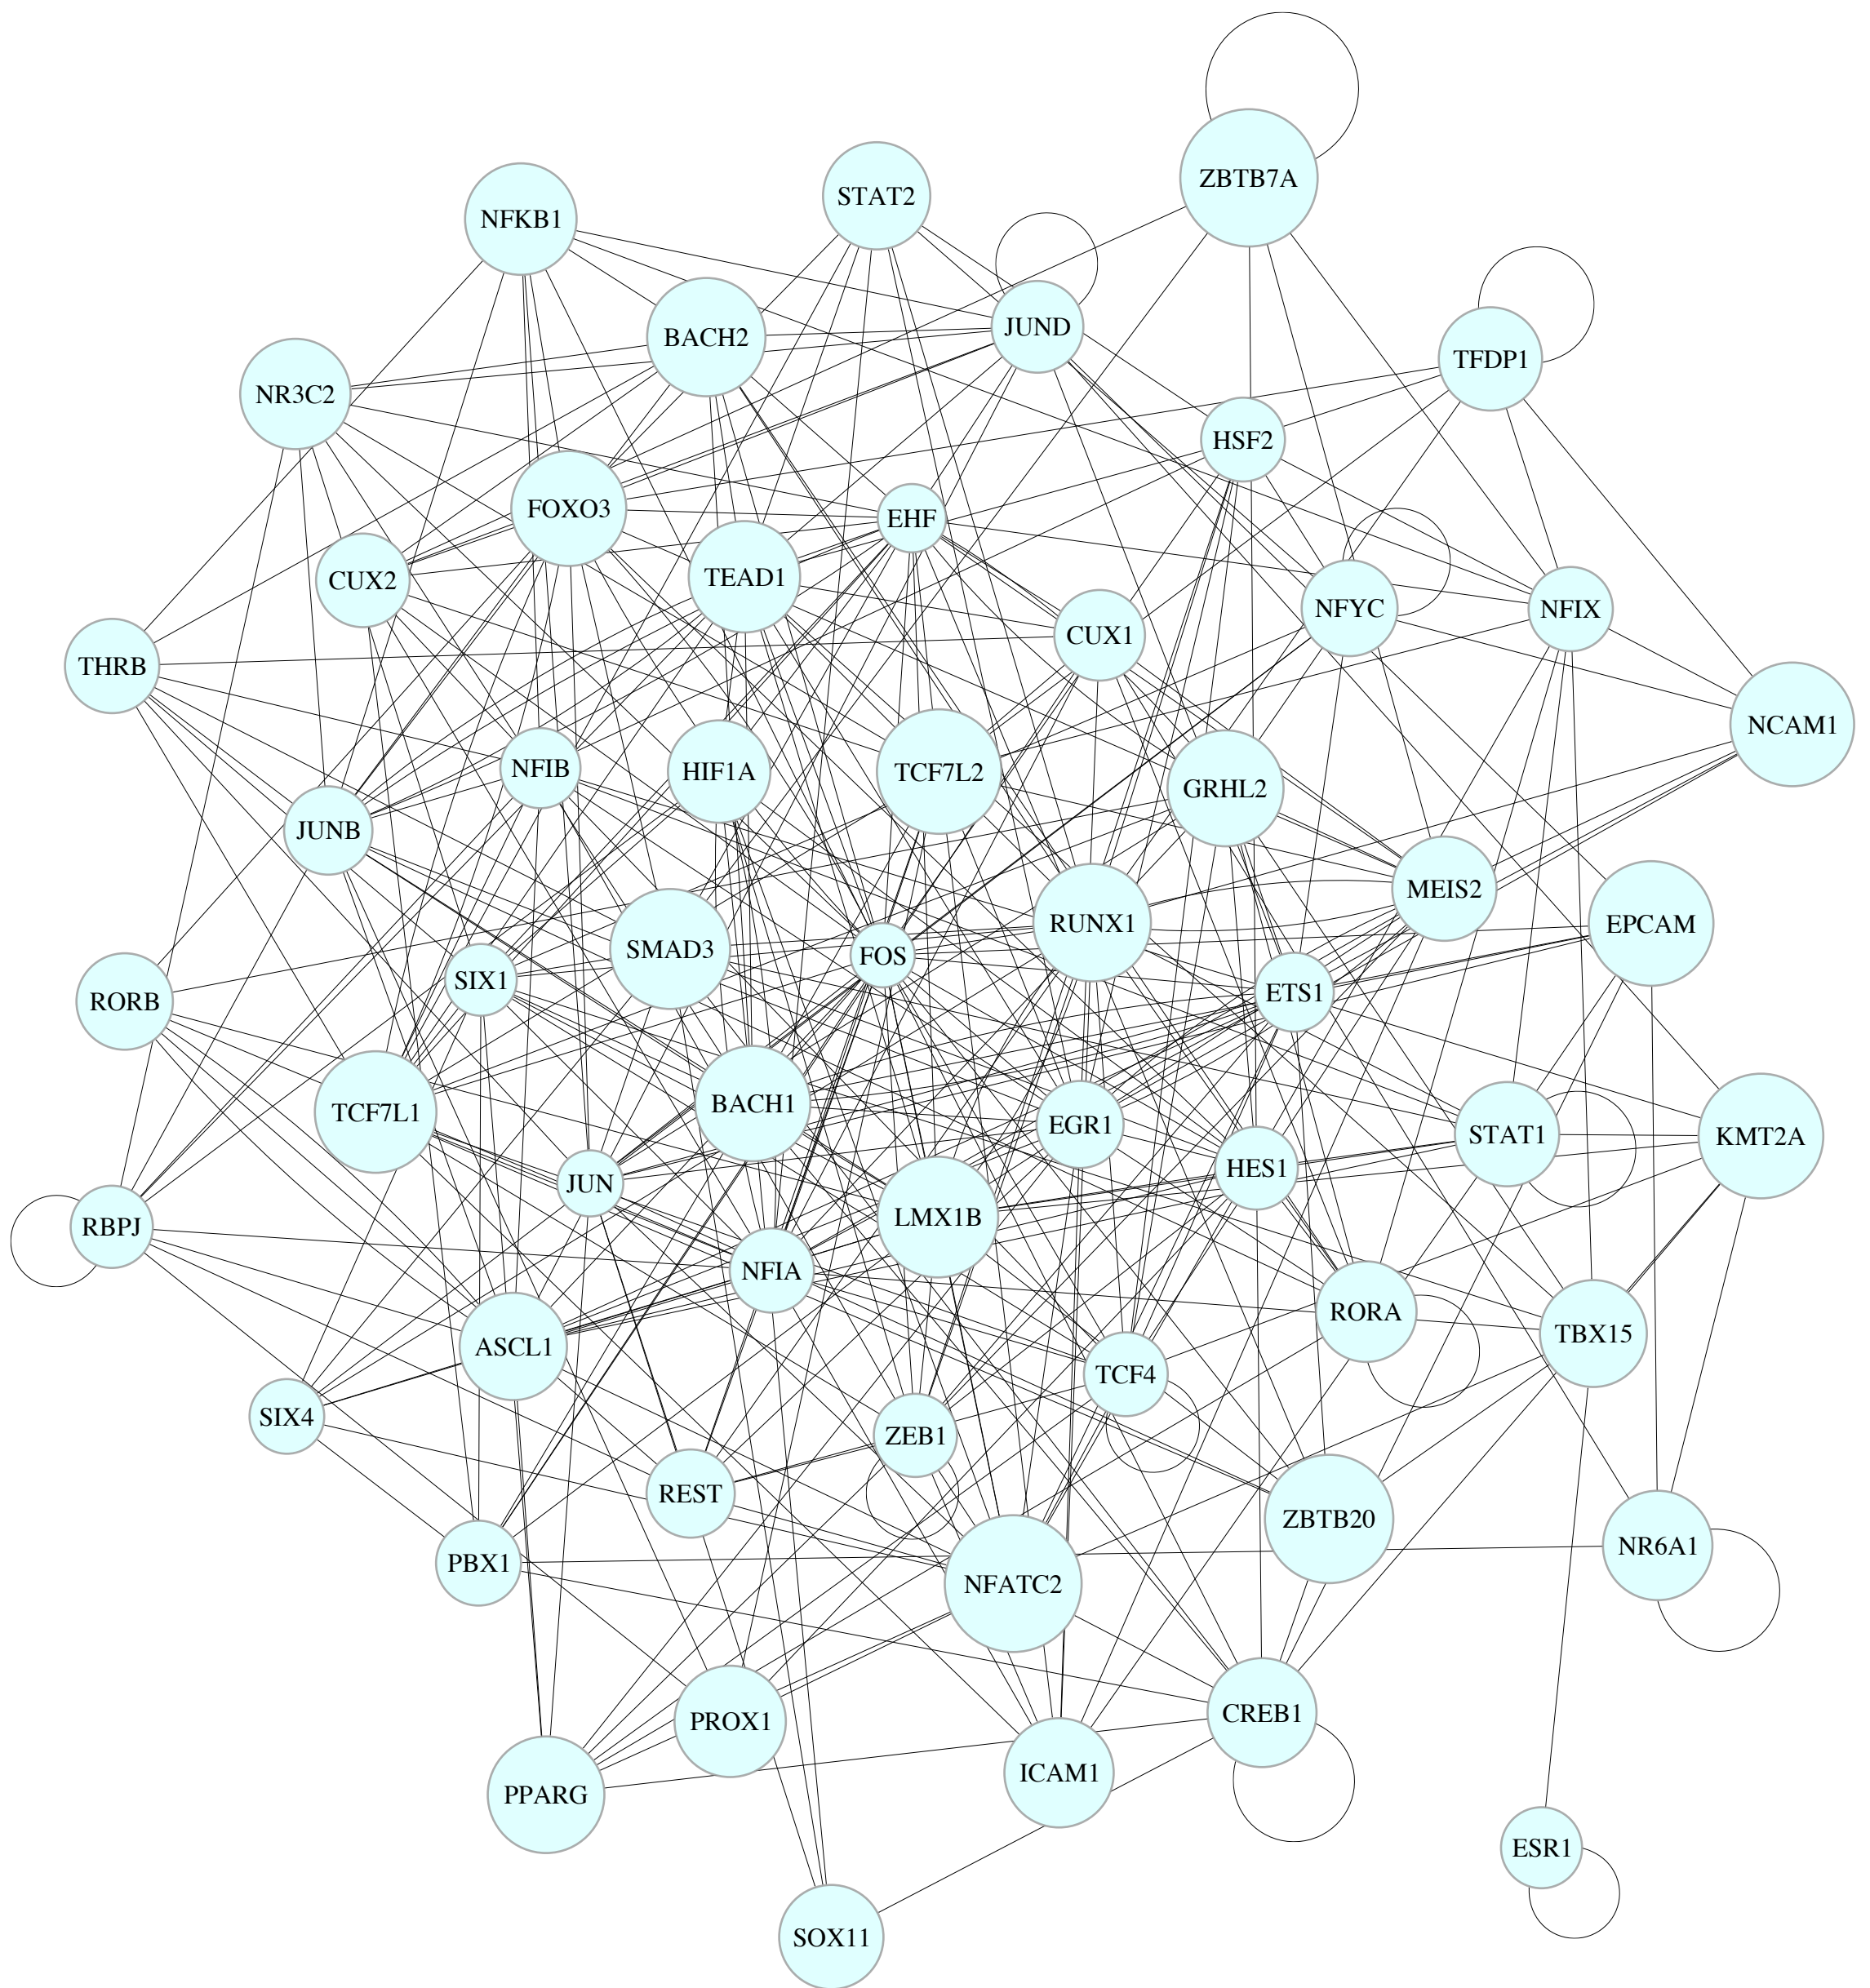 ZBTB7A
STAT2
NFKB1
JUND
BACH2
TFDP1
NR3C2
HSF2
FOXO3
EHF
TEAD1
CUX2
NFYC
NFIX
CUX1
THRB
NCAM1
NFIB
HIF1A
TCF7L2
GRHL2
JUNB
MEIS2
RUNX1
EPCAM
SMAD3
FOS
SIX1
ETS1
RORB
BACH1
TCF7L1
EGR1
STAT1
KMT2A
HES1
JUN
LMX1B
RBPJ
NFIA
RORA
TBX15
ASCL1
TCF4
SIX4
ZEB1
REST
ZBTB20
NR6A1
PBX1
NFATC2
CREB1
PROX1
ICAM1
PPARG
ESR1
SOX11